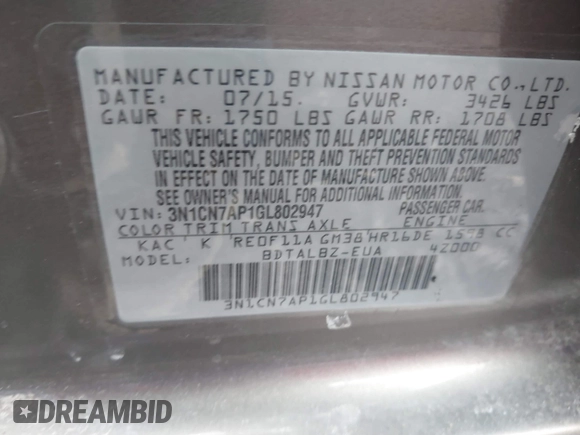 MANUFACTURED BY NISSAN MOTOR CO.,LTD.
DATE: 07/15. GVWR: 3426 LBS
GAWR FR: 1750 LBS GAWR RR: 1708 LBS
THIS VEHICLE CONFORMS TO ALL APPLICABLE FEDERAL MOTOR
VEHICLE SAFETY, BUMPER AND THEFT PREVENTION STANDARDS
IN EFFECT ON THE DATE OF MANUFACTURE SHOWN ABOVE.
SEE OWNER'S MANUAL FOR ADDITIONAL INFORMATION.
VIN: 3N1CN7AP1GL802947 PASSENGER CAR
COLOR TRIM TRANS AXLE ENGINE
KAC' K 'RE0F11A GM38'HR16DE 1598 CC
MODEL: BDTALBZ-EUA 4Z000
3N1CN7AP1GL802947
DREAMBID